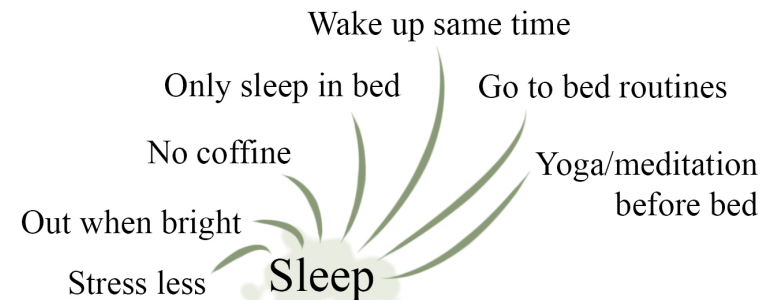 Wake up same time
Only sleep in bed
Go to bed routines
No coffine
Yoga/meditation
before bed
Out when bright
Stress less
Sleep